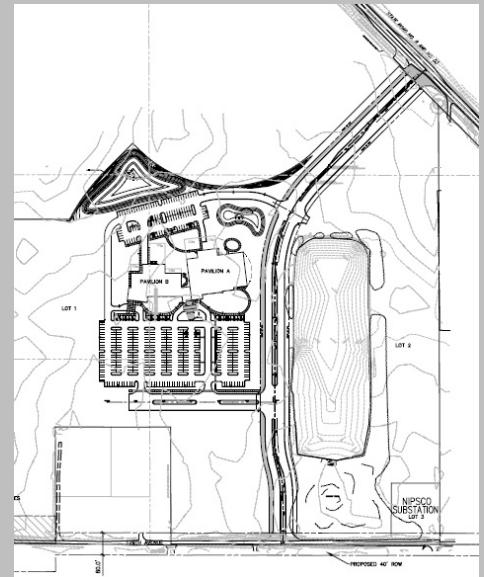 PAVILION A
PAVILION B
LOT 1
LOT 2
NIPSCO
SUBSTATION
LOT 3
PROPOSED 40' ROW